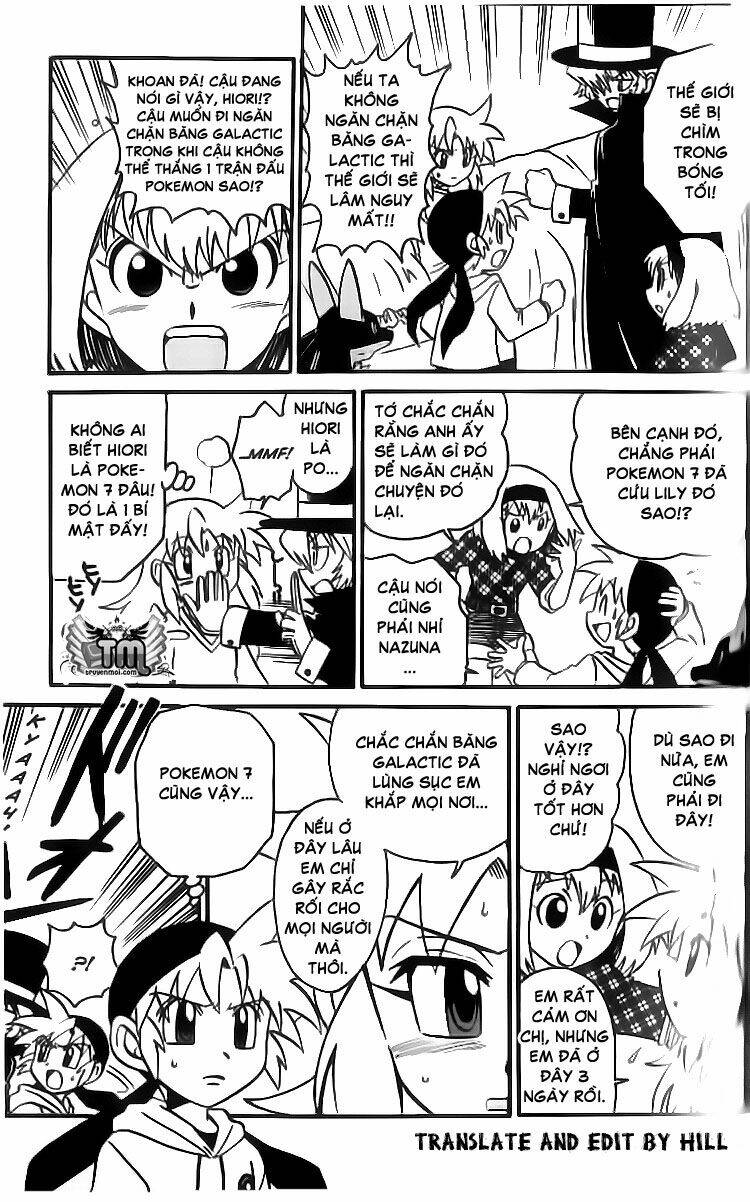 THẾ GIỚI
SẼ BỊ
CHÌM
TRONG
BÓNG
TỐI!
NẾU TA
KHÔNG
NGĂN CHẶN
BĂNG GA-
LACTIC THÌ
THẾ GIỚI SẼ
LÂM NGUY
MẤT!!
KHOAN ĐÃ! CẬU ĐANG
NÓI GÌ VẬY, HIORI!?
CẬU MUỐN ĐI NGĂN
CHẶN BĂNG GALACTIC
TRONG KHI CẬU KHÔNG
THỂ THẮNG 1 TRẬN ĐẤU
POKEMON SAO!?
BÊN CẠNH ĐÓ,
CHẲNG PHẢI
POKEMON 7 ĐÃ
CỨU LILY ĐÓ
SAO!?
TỚ CHẮC CHẮN
RẰNG ANH ẤY
SẼ LÀM GÌ ĐÓ
ĐỂ NGĂN CHẶN
CHUYỆN ĐÓ
LẠI.
CẬU NÓI
CŨNG
PHẢI NHỈ
NAZUNA
...
NHƯNG
HIORI
LÀ
PO...
...MMF!
KHÔNG AI
BIẾT HIORI
LÀ POKE-
MON 7 ĐÂU!
ĐÓ LÀ 1 BÍ
MẬT ĐẤY!
TM
truyenmoi.com
DÙ SAO ĐI
NỮA, EM
CŨNG
PHẢI ĐI
ĐÂY!
SAO
VẬY!?
NGHỈ NGƠI
Ở ĐÂY
TỐT HƠN
CHỨ!
EM RẤT
CÁM ƠN
CHỊ, NHƯNG
EM ĐÃ Ở
ĐÂY 3
NGÀY RỒI.
CHẮC CHẮN BĂNG
GALACTIC ĐÃ
LÙNG SỤC EM
KHẮP MỌI NƠI...
NẾU Ở
ĐÂY LÂU
EM CHỈ
GÂY RẮC
RỐI CHO
MỌI NGƯỜI
MÀ
THÔI.
POKEMON 7
CŨNG VẬY...
KYAAAH!
?!
TRANSLATE AND EDIT BY HILL